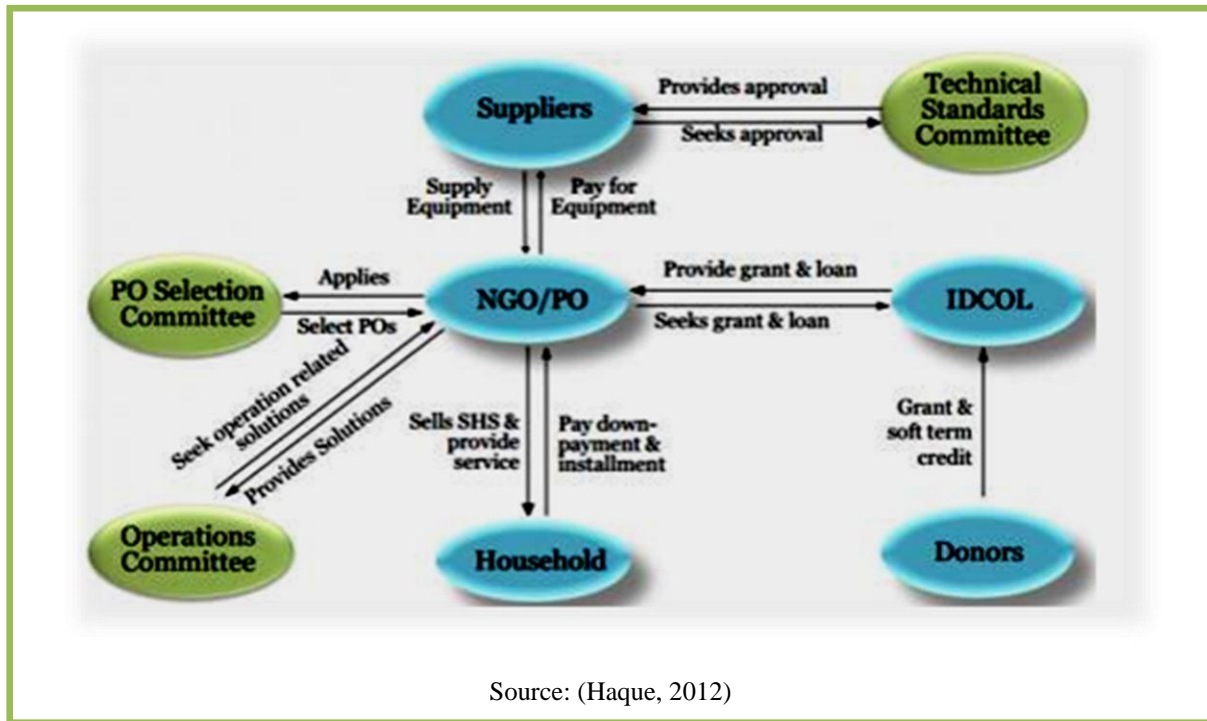 Suppliers
Provides approval
Seeks approval
Technical
Standards
Committee
Supply
Equipment
Pay for
Equipment
PO Selection
Committee
Applies
Select POs
NGO/PO
Provide grant & loan
Seeks grant & loan
IDCOL
Seek operation related
solutions
Provides Solutions
Sells SHS &
provide
service
Pay down-
payment &
installment
Grant &
soft term
credit
Operations
Committee
Household
Donors
Source: (Haque, 2012)